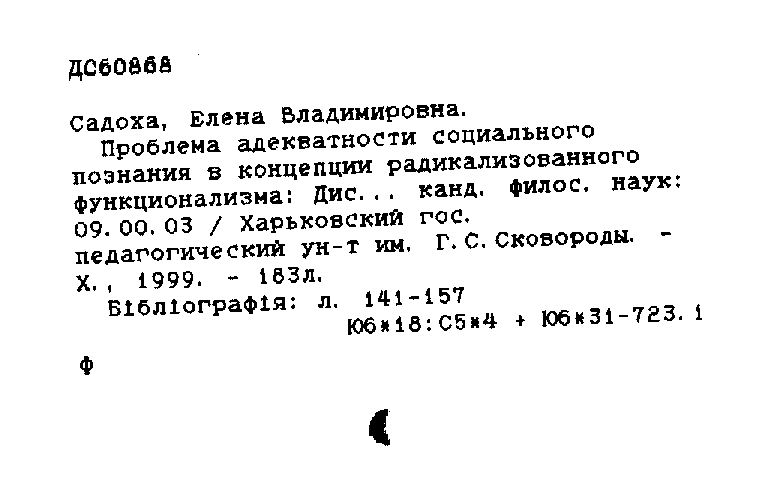 ДС60868
Садоха, Елена Владимировна.
Проблема адекватности социального
познания в концепции радикализованного
функционализма: Дис... канд. филос. наук:
09.00.03 / Харьковский гос.
педагогический ун-т им. Г.С.Сковороды. -
Х., 1999. - 183л.
Бібліографія: л. 141-157
Ю6*18:С5*4 + Ю6*31-723.1
Ф